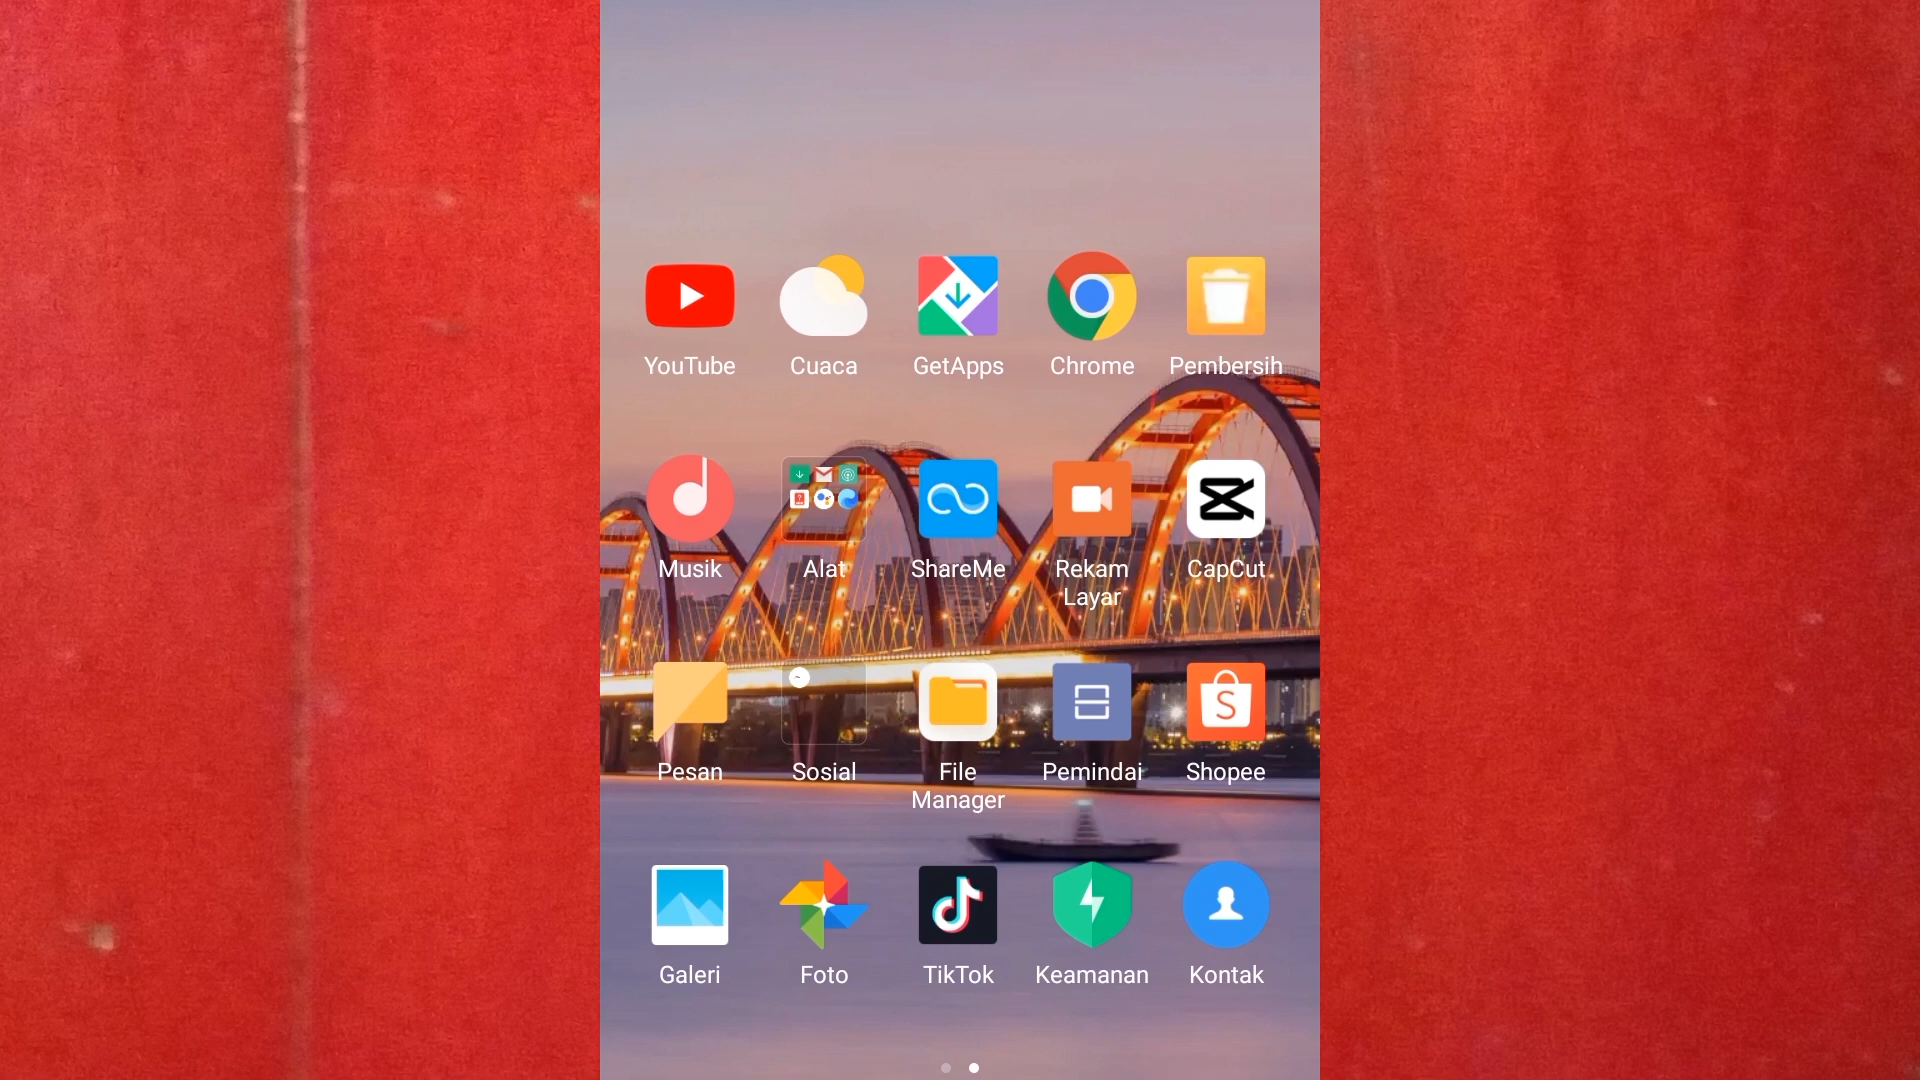 YouTube
Cuaca
GetApps
Chrome
Pembersih
Musik
Alat
ShareMe
Rekam
Layar
CapCut
Pesan
Sosial
File
Manager
Pemindai
Shopee
Galeri
Foto
TikTok
Keamanan
Kontak